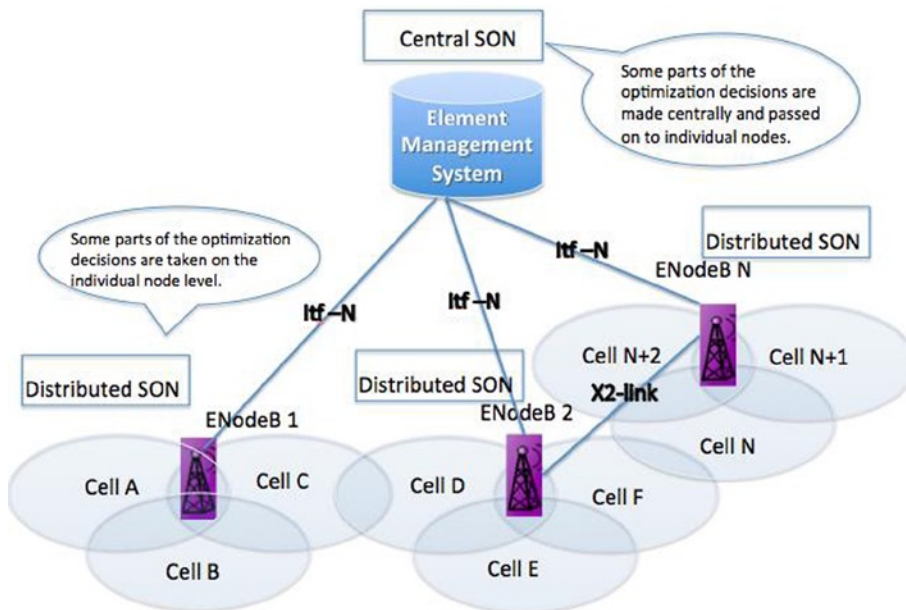 Central SON
Some parts of the
optimization decisions are
made centrally and passed
on to individual nodes.
Element
Management
System
Some parts of the optimization
decisions are taken on the
individual node level.
Distributed SON
ENodeB N
Itf –N
Itf –N
Itf –N
Cell N+2
Cell N+1
X2-link
Cell N
Distributed SON
ENodeB 1
Distributed SON
ENodeB 2
Cell A
Cell C
Cell B
Cell D
Cell F
Cell E